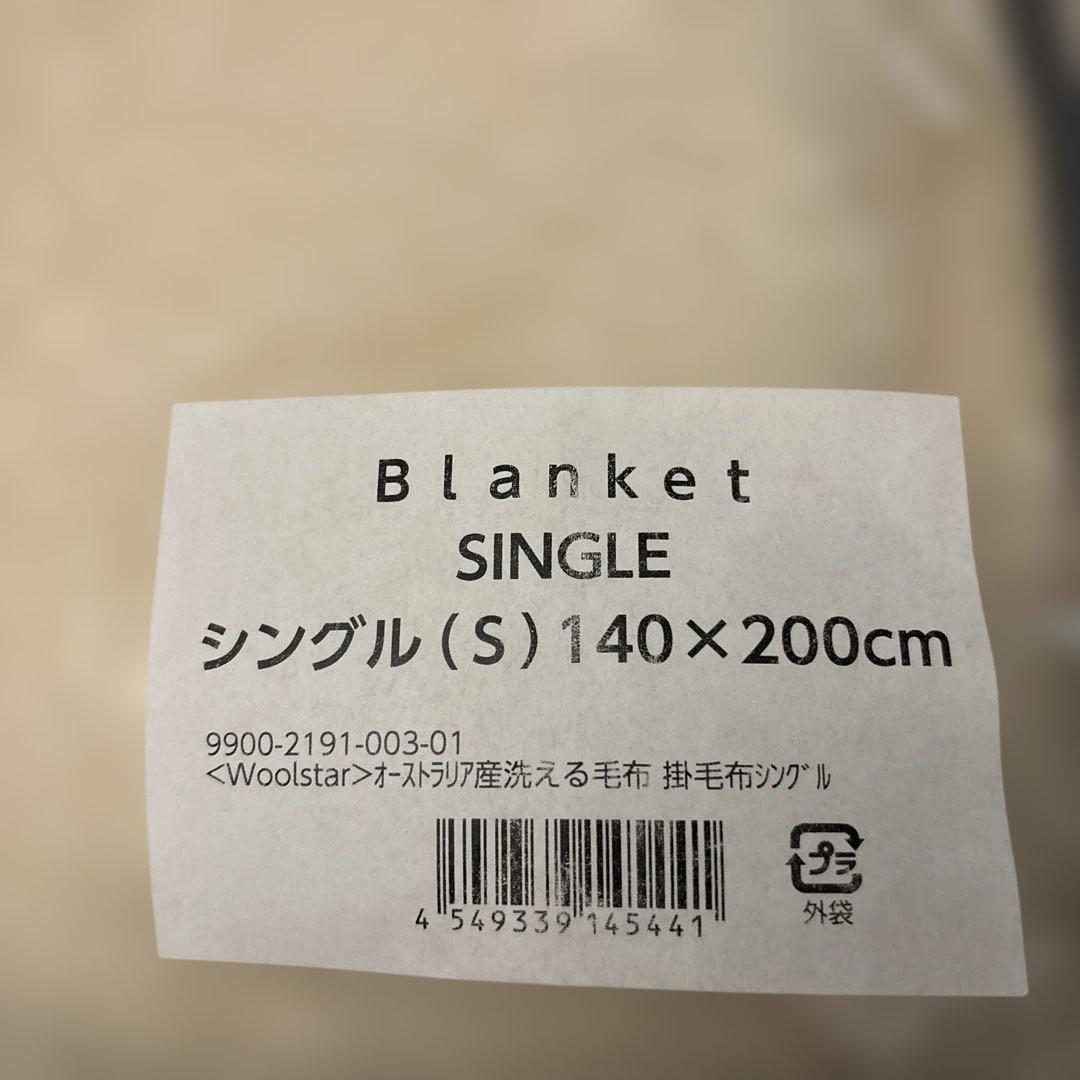 Blanket
SINGLE
シングル(S)140×200cm
9900-2191-003-01
<Woolstar>ｵｰｽﾄﾗﾘｱ産洗える毛布 掛毛布ｼﾝｸﾞﾙ
4 549339 145441
プラ
外袋